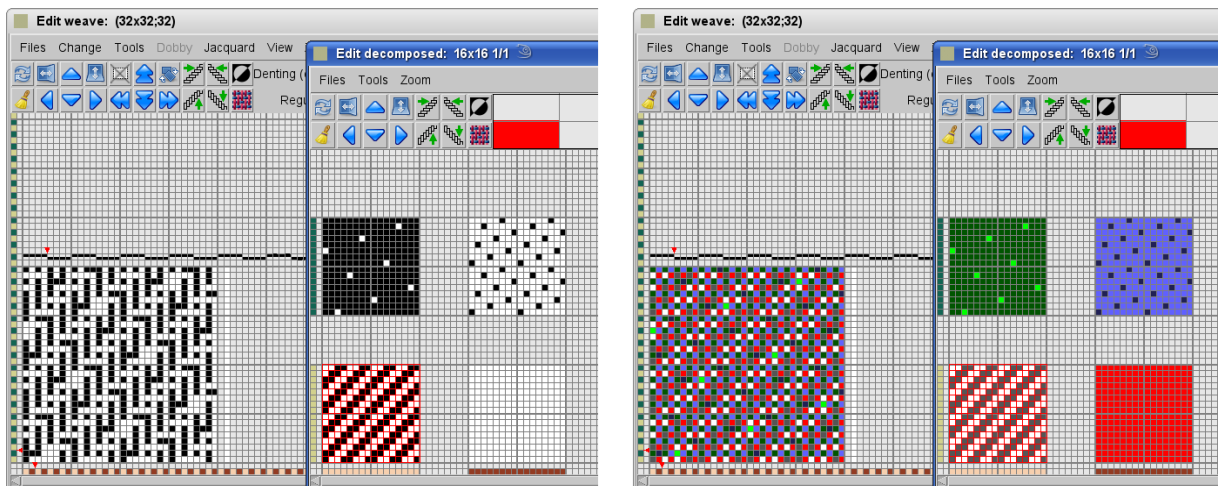 Edit weave: (32x32;32)
Files Change Tools Dobby Jacquard View
Edit decomposed: 16x16 1/1
Denting (
Files Tools Zoom
Regu
Edit weave: (32x32;32)
Files Change Tools Dobby Jacquard View
Edit decomposed: 16x16 1/1
Denting (
Files Tools Zoom
Regu